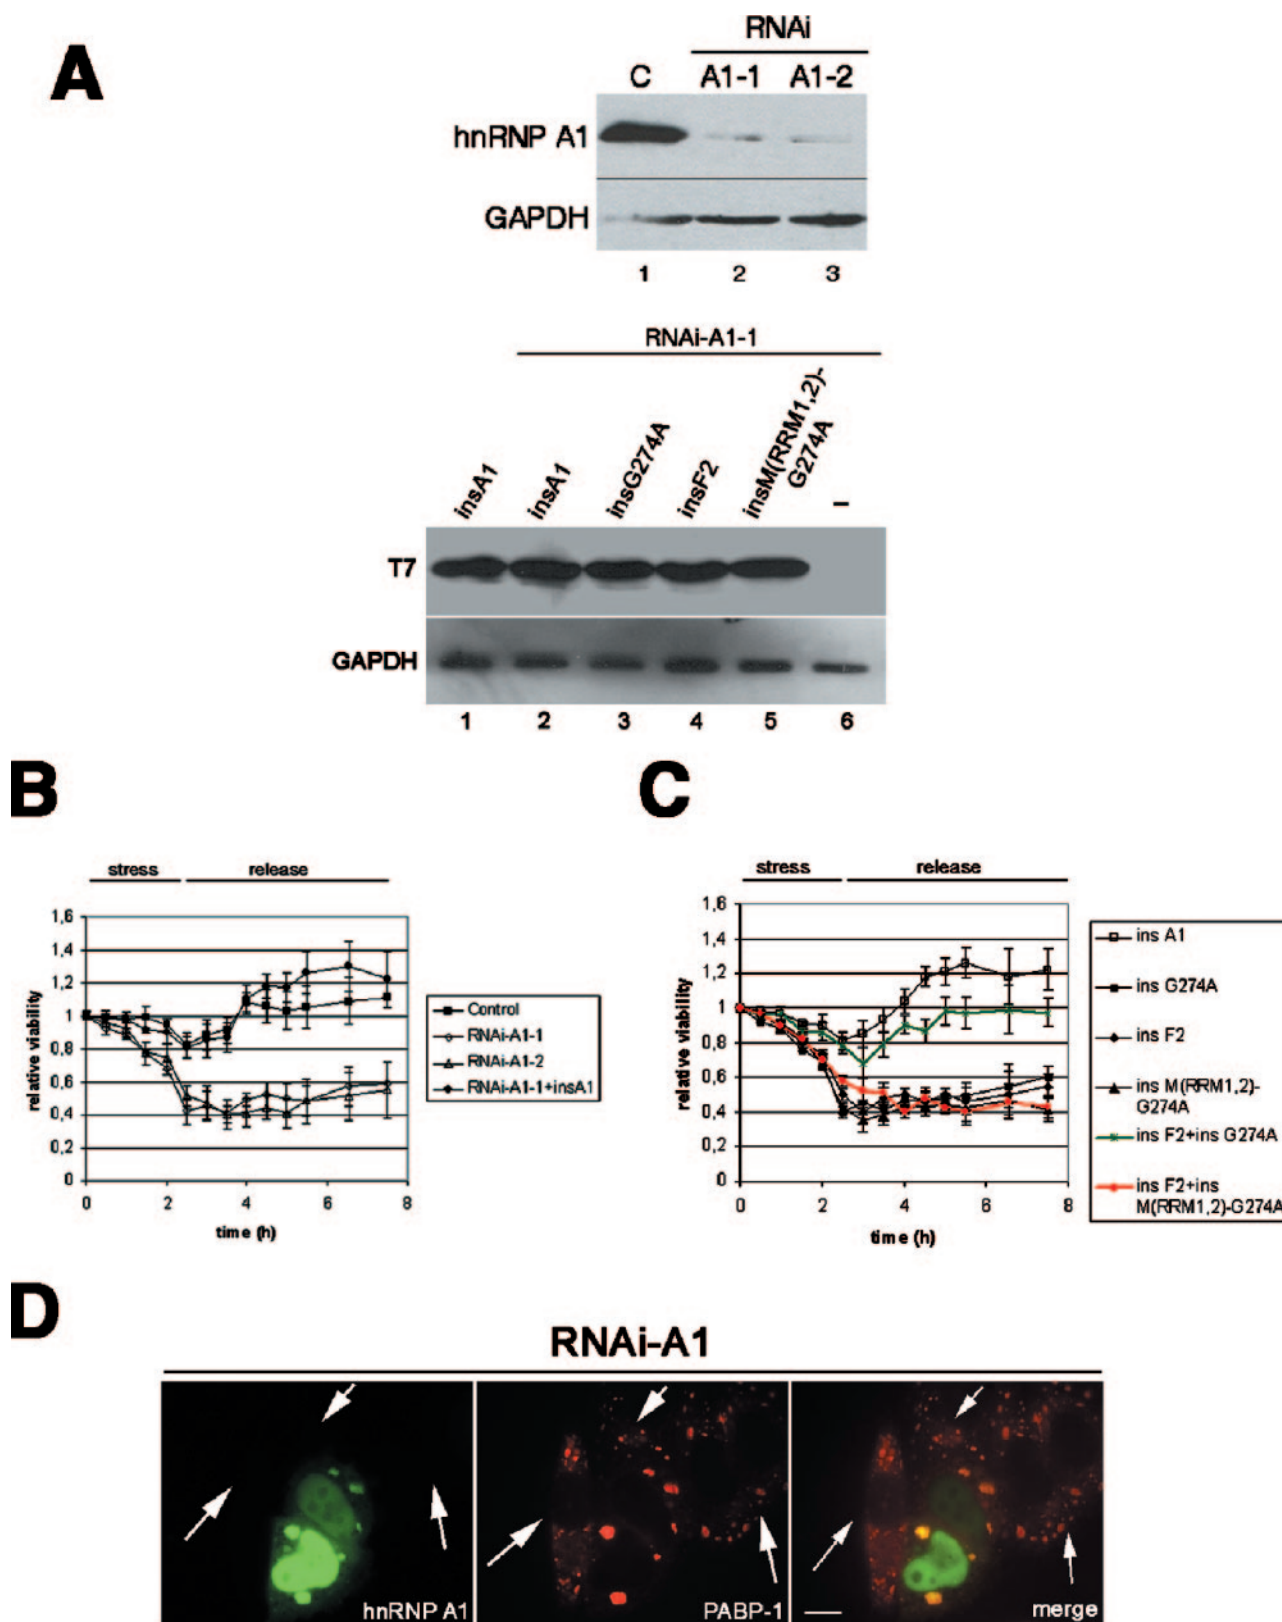 A
RNAi
C A1-1 A1-2
hnRNP A1
GAPDH
1 2 3
RNAi-A1-1
insA1 insA1 insG274A insF2 insM(RRM1,2)-
G274A –
T7
GAPDH
1 2 3 4 5 6
B
stress release
1,6
1,4
1,2
1
0,8
0,6
0,4
0,2
0
0 2 4 6 8
relative viability
time (h)
Control
RNAi-A1-1
RNAi-A1-2
RNAi-A1-1+insA1
C
stress release
1,6
1,4
1,2
1
0,8
0,6
0,4
0,2
0
0 2 4 6 8
relative viability
time (h)
ins A1
ins G274A
ins F2
ins M(RRM1,2)-
G274A
ins F2+ins G274A
ins F2+ins
M(RRM1,2)-G274A
D
RNAi-A1
hnRNP A1 PABP-1 merge